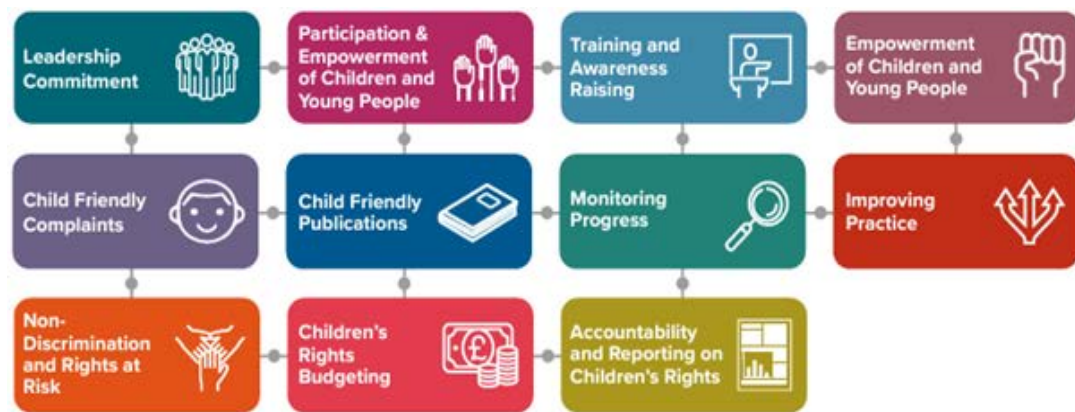 Leadership
Commitment
Participation &
Empowerment
of Children and
Young People
Training and
Awareness
Raising
Empowerment
of Children and
Young People
Child Friendly
Complaints
Child Friendly
Publications
Monitoring
Progress
Improving
Practice
Non-
Discrimination
and Rights at
Risk
Children's
Rights
Budgeting
£
Accountability
and Reporting on
Children's Rights